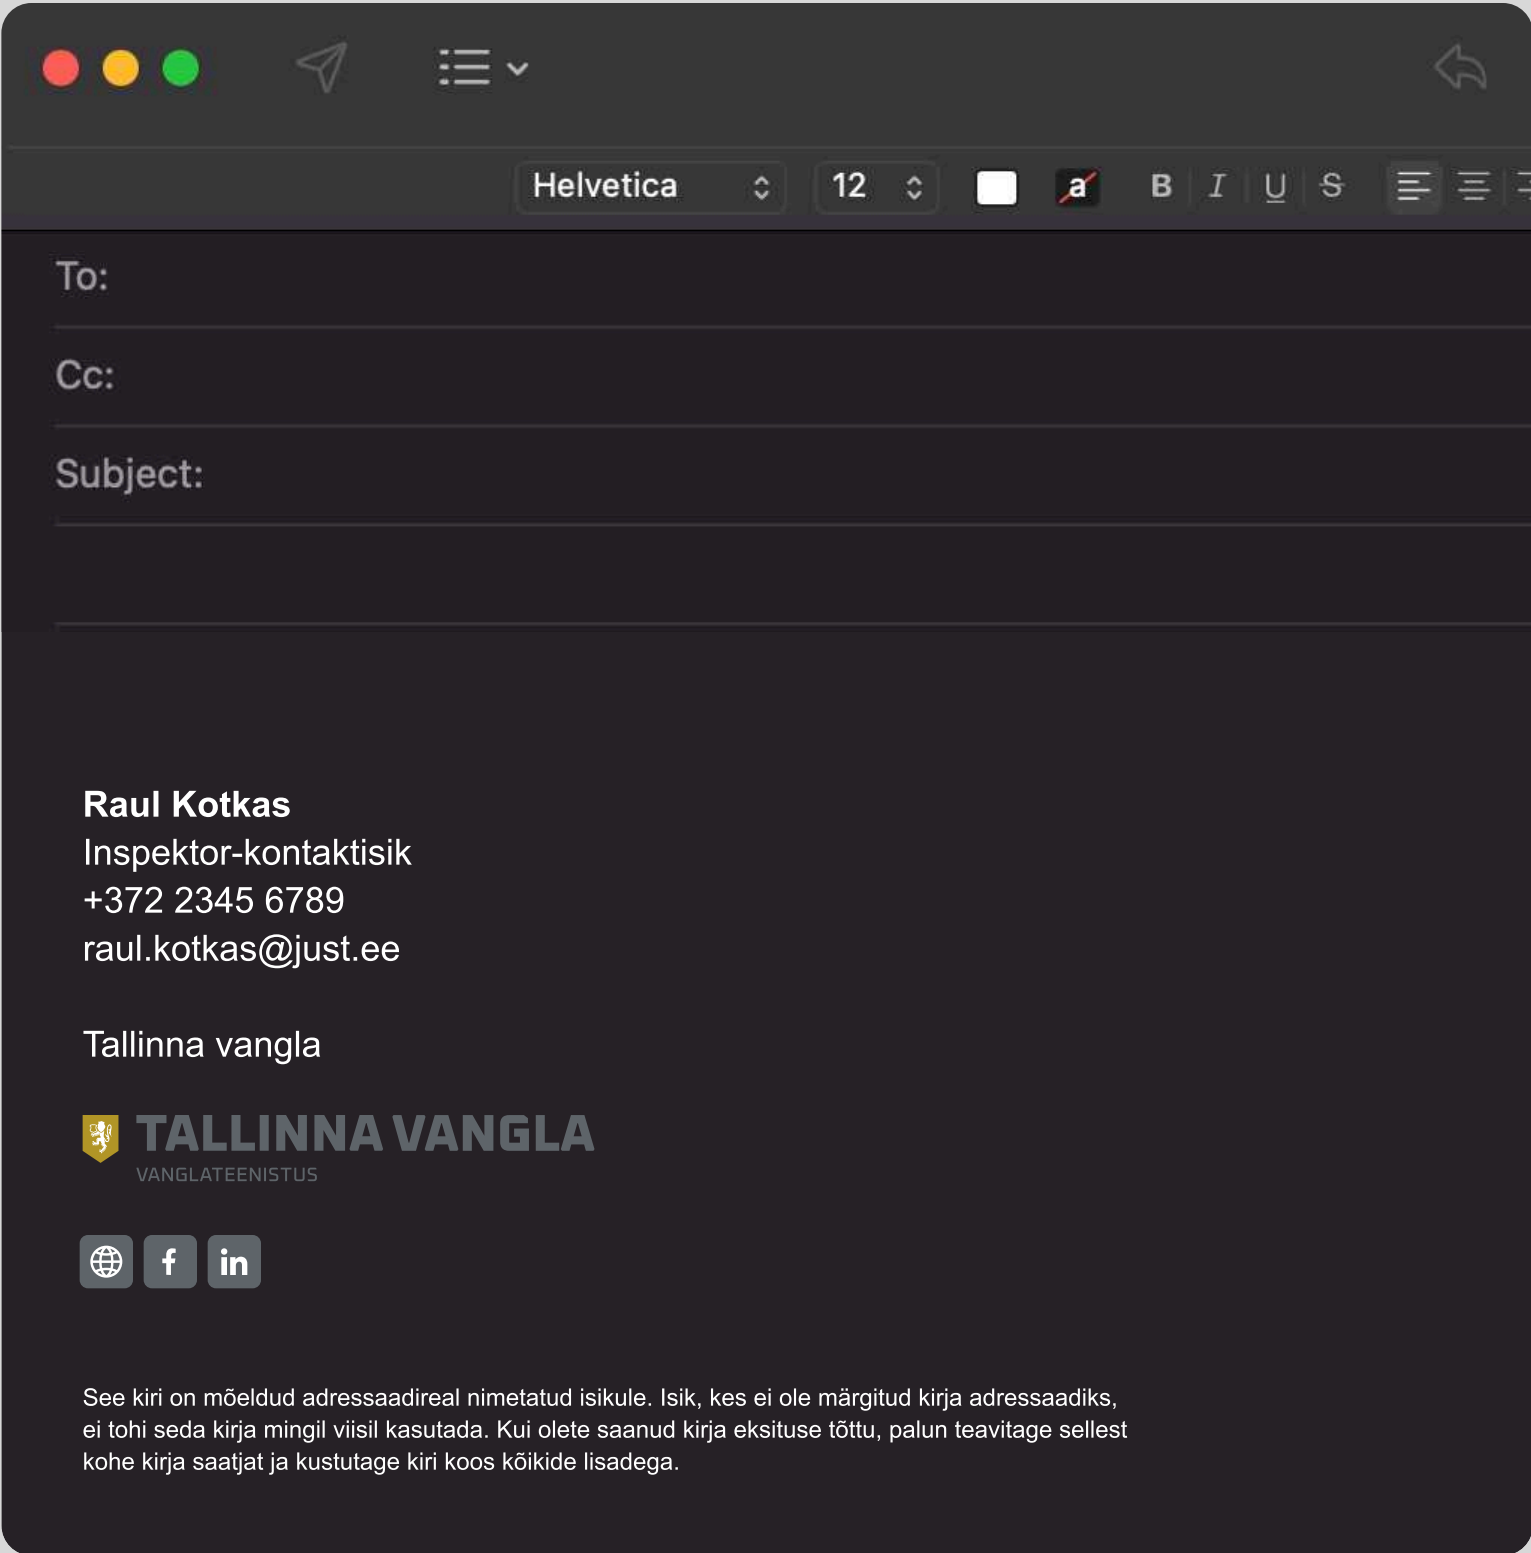 Helvetica 12 a B I U S
To:
Cc:
Subject:
Raul Kotkas
Inspektor-kontaktisik
+372 2345 6789
raul.kotkas@just.ee
Tallinna vangla
TALLINNA VANGLA
VANGLATEENISTUS
f in
See kiri on mõeldud adressaadireal nimetatud isikule. Isik, kes ei ole märgitud kirja adressaadiks,
ei tohi seda kirja mingil viisil kasutada. Kui olete saanud kirja eksituse tõttu, palun teavitage sellest
kohe kirja saatjat ja kustutage kiri koos kõikide lisadega.